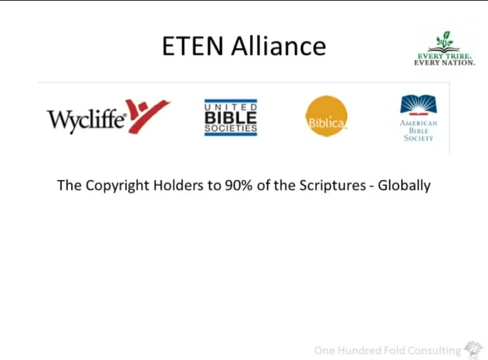 ETEN Alliance
EVERY TRIBE.
EVERY NATION.
Wycliffe
UNITED
BIBLE
SOCIETIES
Biblica
AMERICAN
BIBLE
SOCIETY
The Copyright Holders to 90% of the Scriptures - Globally
One Hundred Fold Consulting